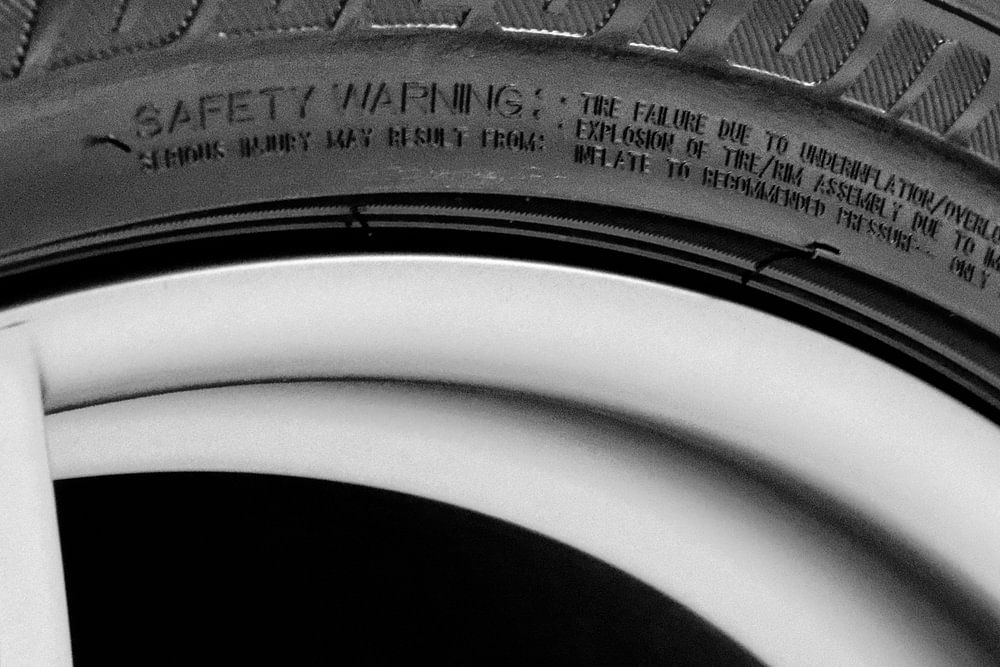 SAFETY WARNING:
SERIOUS INJURY MAY RESULT FROM:
TIRE FAILURE DUE TO UNDERINFLATION/OVERLO
EXPLOSION OF TIRE/RIM ASSEMBLY DUE TO IM
INFLATE TO RECOMMENDED PRESSURE- ONLY